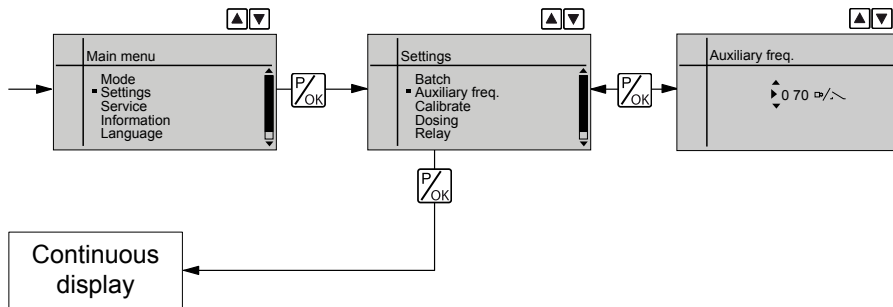 Main menu
Mode
Settings
Service
Information
Language
P/OK
Settings
Batch
Auxiliary freq.
Calibrate
Dosing
Relay
P/OK
Auxiliary freq.
0 70
P/OK
Continuous
display